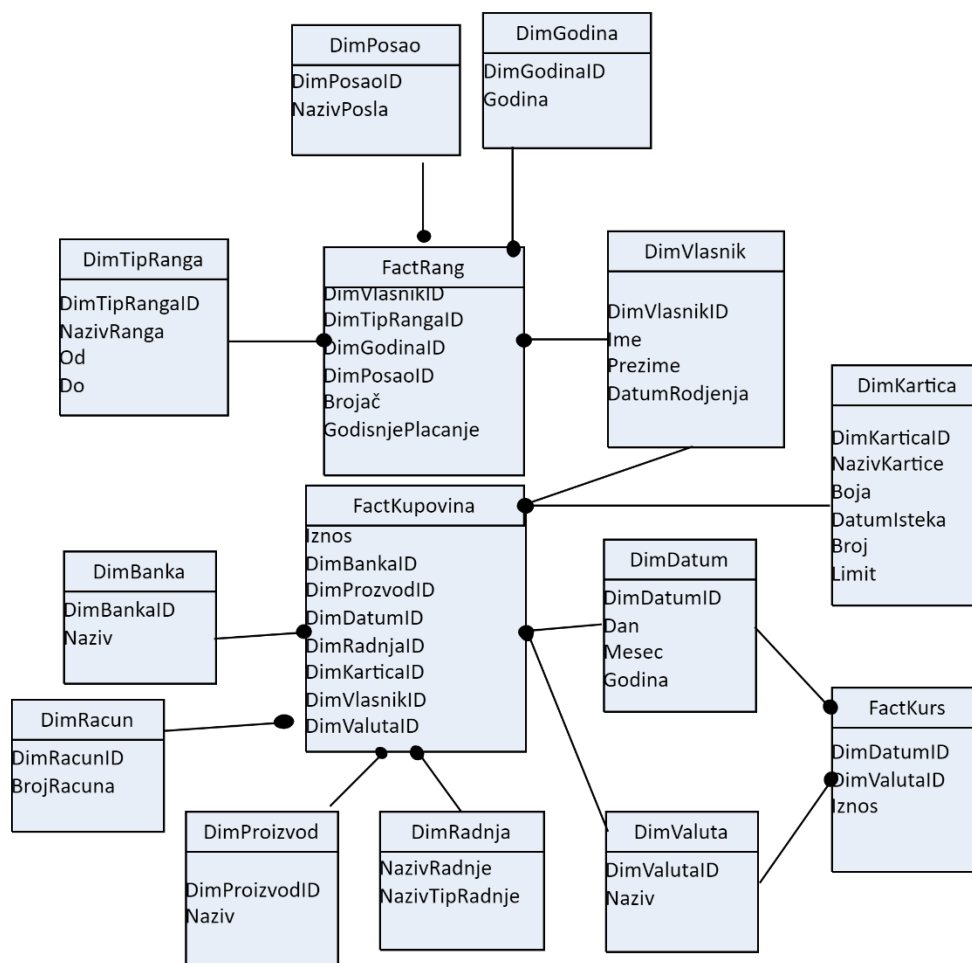 DimPosao
DimPosaoID
NazivPosla
DimGodina
DimGodinaID
Godina
DimTipRanga
DimTipRangaID
NazivRanga
Od
Do
FactRang
DimVlasnikID
DimTipRangaID
DimGodinaID
DimPosaoID
Brojač
GodisnjePlacanje
DimVlasnik
DimVlasnikID
Ime
Prezime
DatumRodjenja
DimKartica
DimKarticaID
NazivKartice
Boja
DatumIsteka
Broj
Limit
FactKupovina
Iznos
DimBankaID
DimProzvodID
DimDatumID
DimRadnjaID
DimKarticaID
DimVlasnikID
DimValutaID
DimBanka
DimBankaID
Naziv
DimDatum
DimDatumID
Dan
Mesec
Godina
DimRacun
DimRacunID
BrojRacuna
FactKurs
DimDatumID
DimValutaID
Iznos
DimProizvod
DimProizvodID
Naziv
DimRadnja
NazivRadnje
NazivTipRadnje
DimValuta
DimValutaID
Naziv